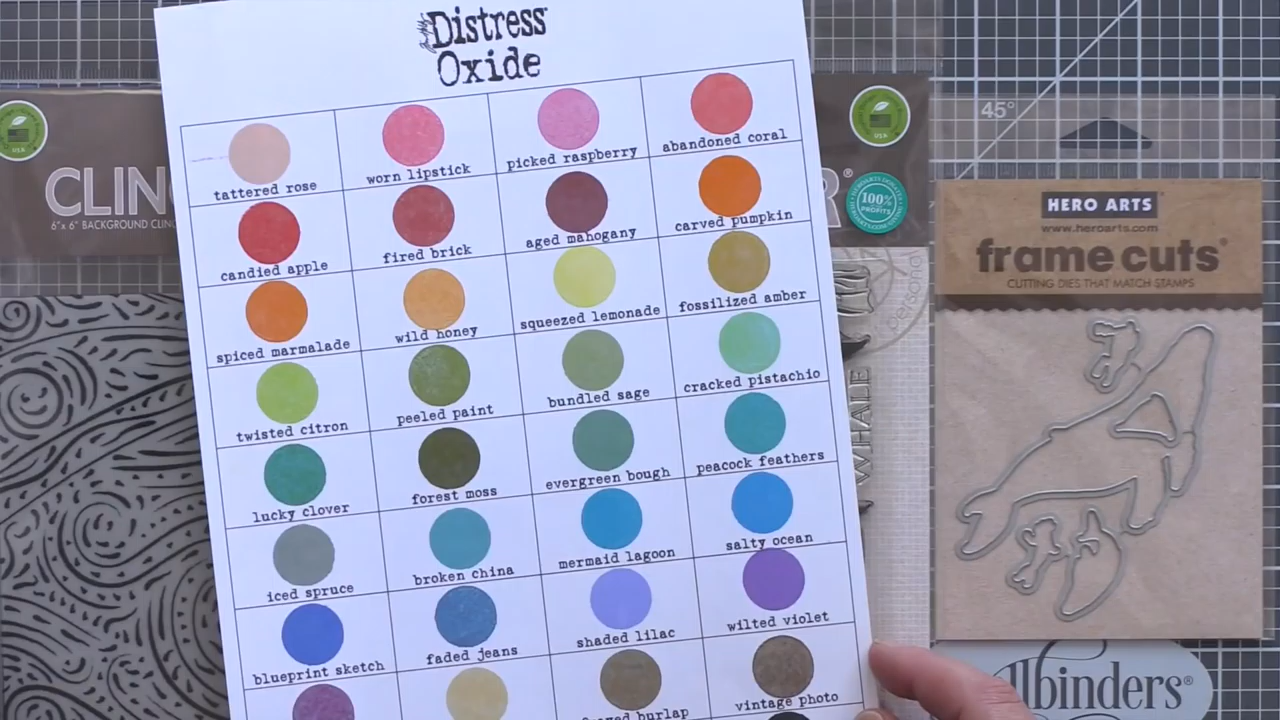 Distress
Oxide
tattered rose
worn lipstick
picked raspberry
abandoned coral
candied apple
fired brick
aged mahogany
carved pumpkin
spiced marmalade
wild honey
squeezed lemonade
fossilized amber
twisted citron
peeled paint
bundled sage
cracked pistachio
lucky clover
forest moss
evergreen bough
peacock feathers
iced spruce
broken china
mermaid lagoon
salty ocean
blueprint sketch
faded jeans
shaded lilac
wilted violet
burlap
vintage photo
CLIN
6"x 6" BACKGROUND CLING
USA
R®
USA
100%
PROFITS
personal
WHALE
45°
HERO ARTS
www.heroarts.com
frame cuts®
CUTTING DIES THAT MATCH STAMPS
llbinders®